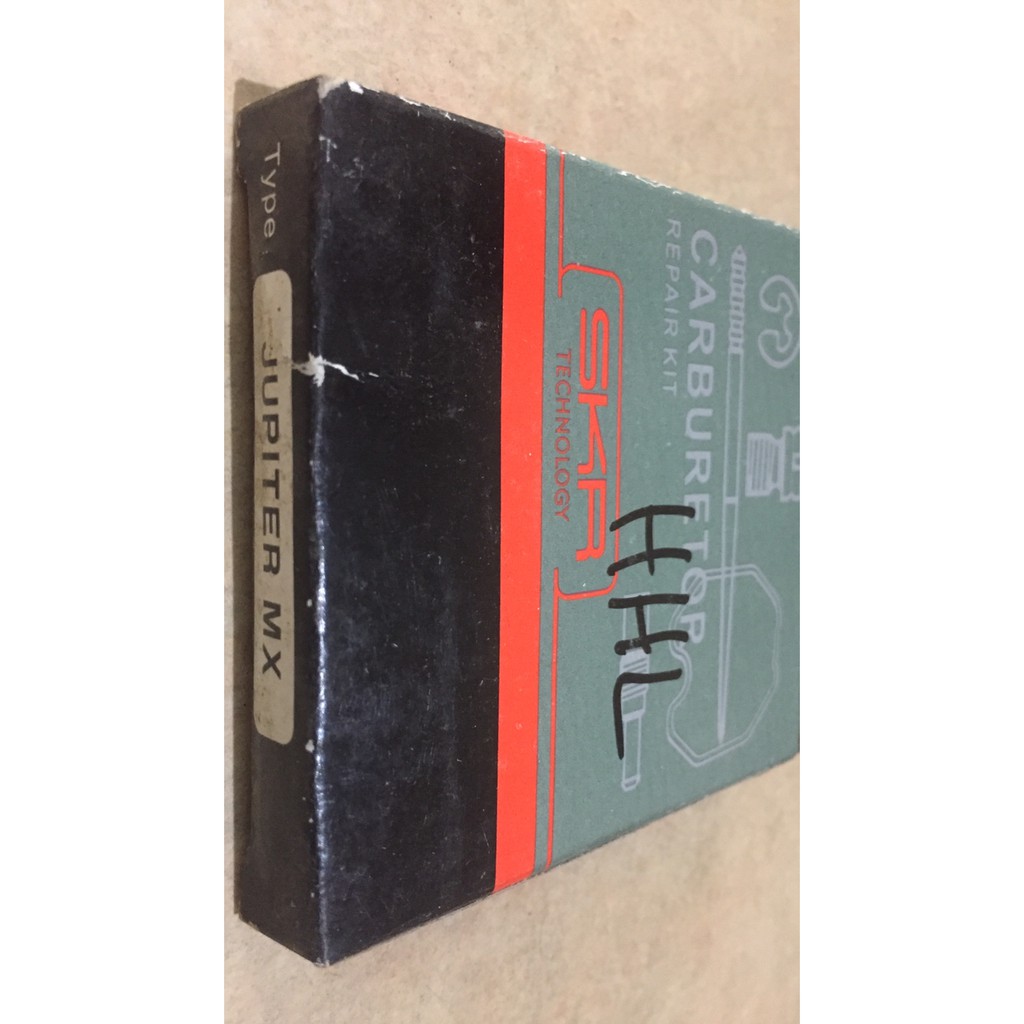 CARBURETOR
REPAIR KIT
HHL
SKR
TECHNOLOGY
Type : JUPITER MX